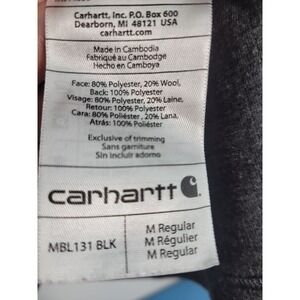 Carhartt, Inc. P.O. Box 600
Dearborn, MI 48121 USA
carhartt.com
Made in Cambodia
Fabriqué au Cambodge
Hecho en Camboya
Face: 80% Polyester, 20% Wool,
Back: 100% Polyester
Visage: 80% Polyester, 20% Laine,
Retour: 100% Polyester
Cara: 80% Poliéster, 20% Lana,
Atrás: 100% Poliéster
Exclusive of trimming
Sans garniture
Sin incluir adorno
carhartt
MBL131 BLK
M Regular
M Régulier
M Regular